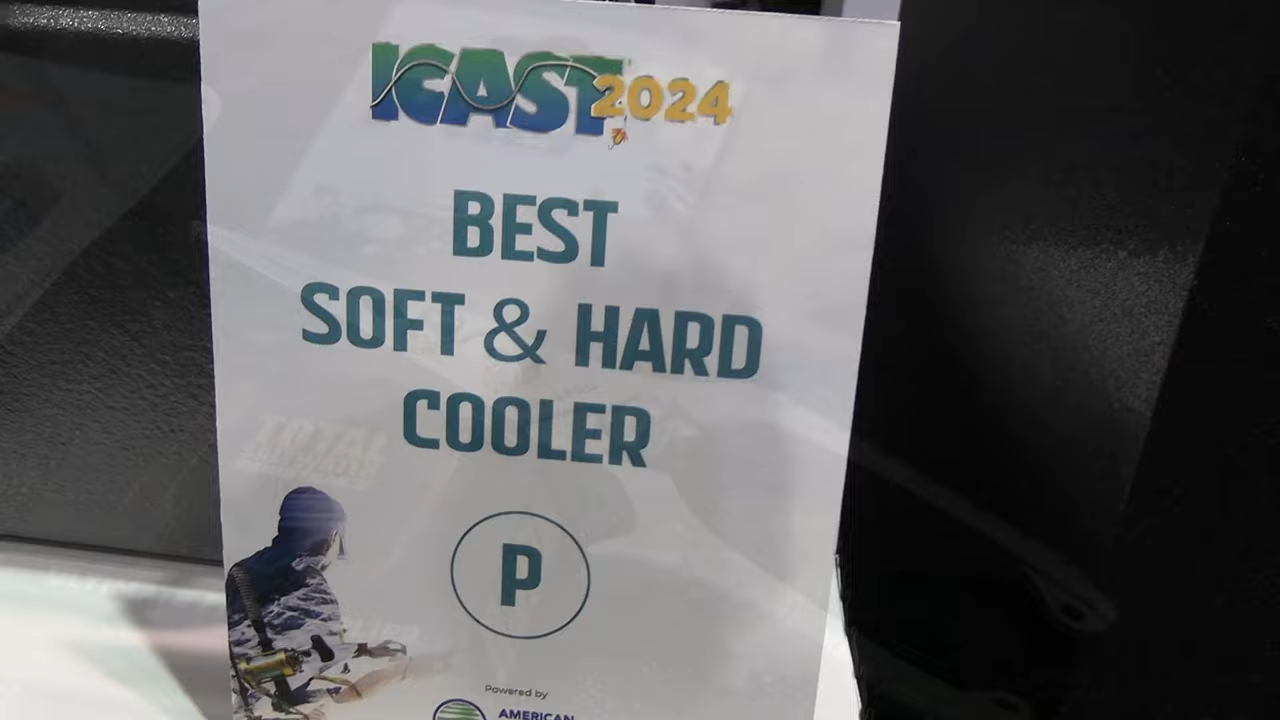 ICAST 2024
BEST
SOFT & HARD
COOLER
P
Powered by
AMERICAN